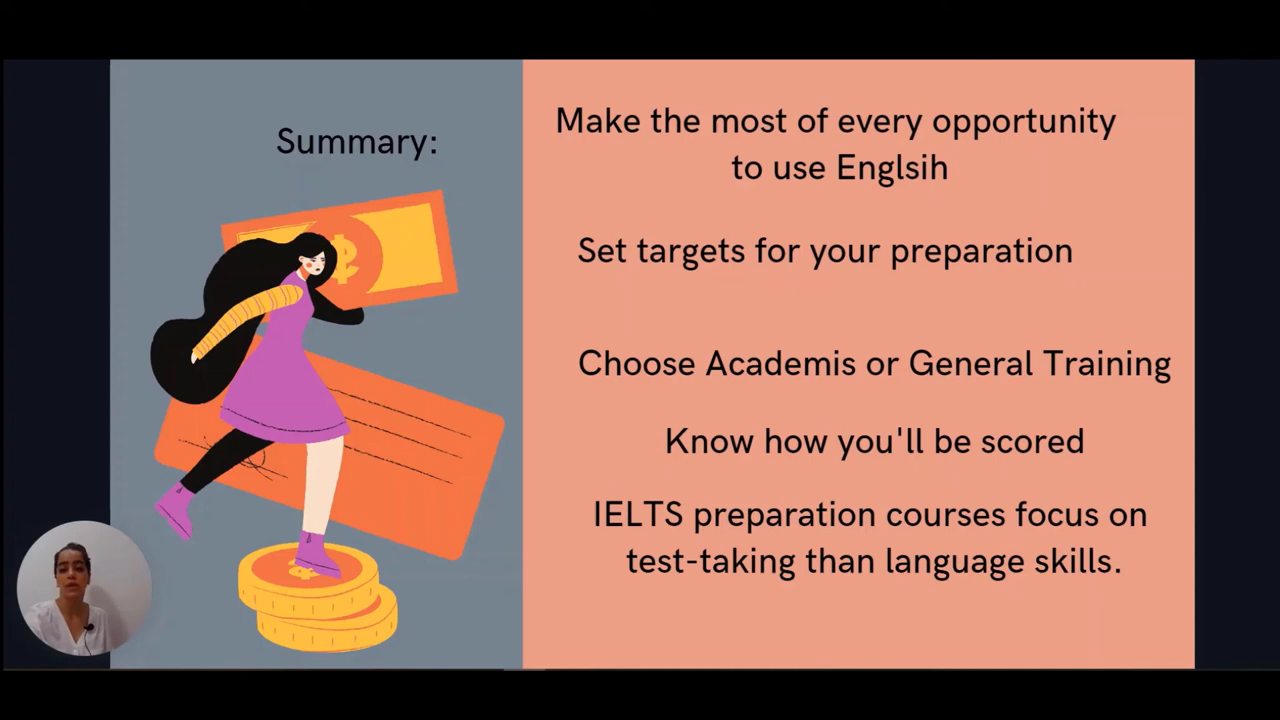 Summary:
Make the most of every opportunity
to use Englsih
Set targets for your preparation
Choose Academis or General Training
Know how you'll be scored
IELTS preparation courses focus on
test-taking than language skills.